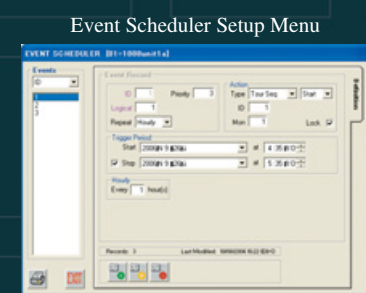 Event Scheduler Setup Menu
EVENT SCHEDULER
Events
Event Record
ID
ID 1 Priority 3
Action
Type Tour Seq Start
1
2
3
Logical 1
ID 1
Repeat Hourly
Mon 1
Lock
Definition
Trigger Period
Start
at
Stop
at
Hourly
Every 1 hour(s)
Records: 3
Last Modified:
EXIT